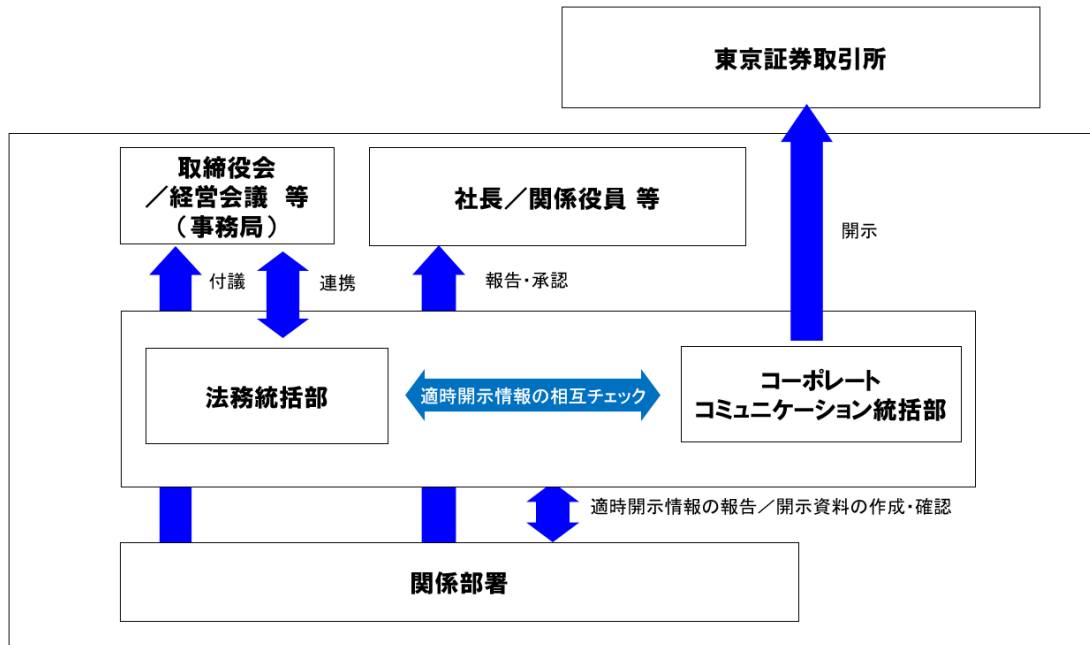 東京証券取引所
取締役会
／経営会議 等
（事務局）
社長／関係役員 等
開示
付議
連携
報告・承認
法務統括部
適時開示情報の相互チェック
コーポレート
コミュニケーション統括部
適時開示情報の報告／開示資料の作成・確認
関係部署